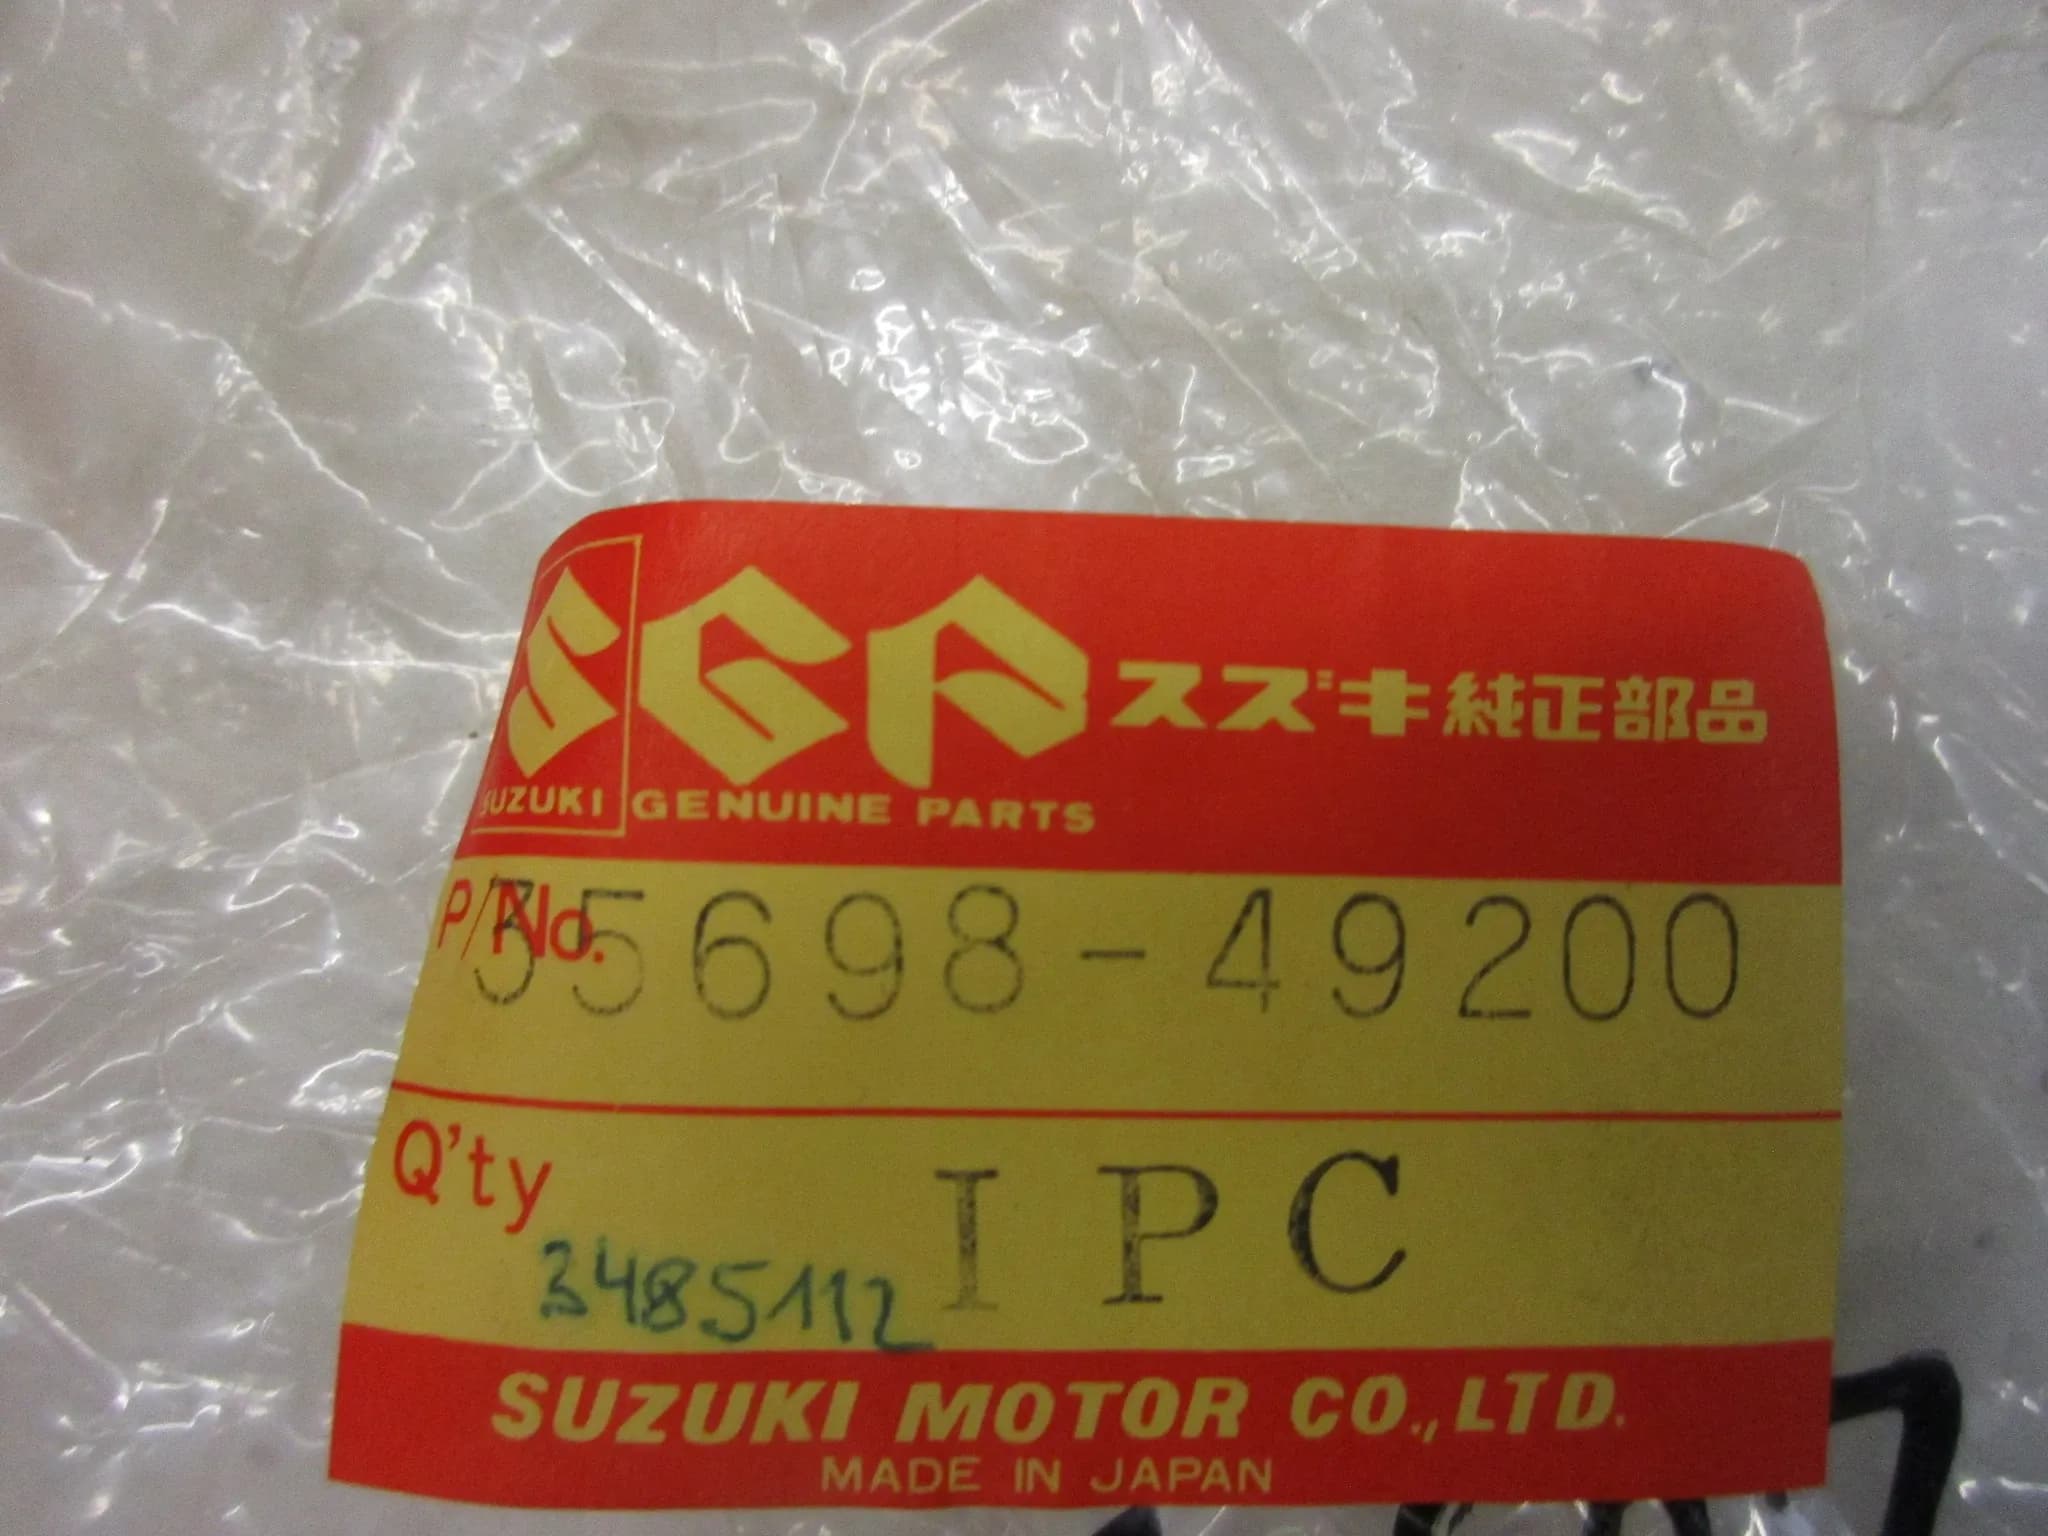 SGP スズキ純正部品
SUZUKI GENUINE PARTS
P/No. 35698-49200
Q'ty 1PC
3485112
SUZUKI MOTOR CO., LTD.
MADE IN JAPAN